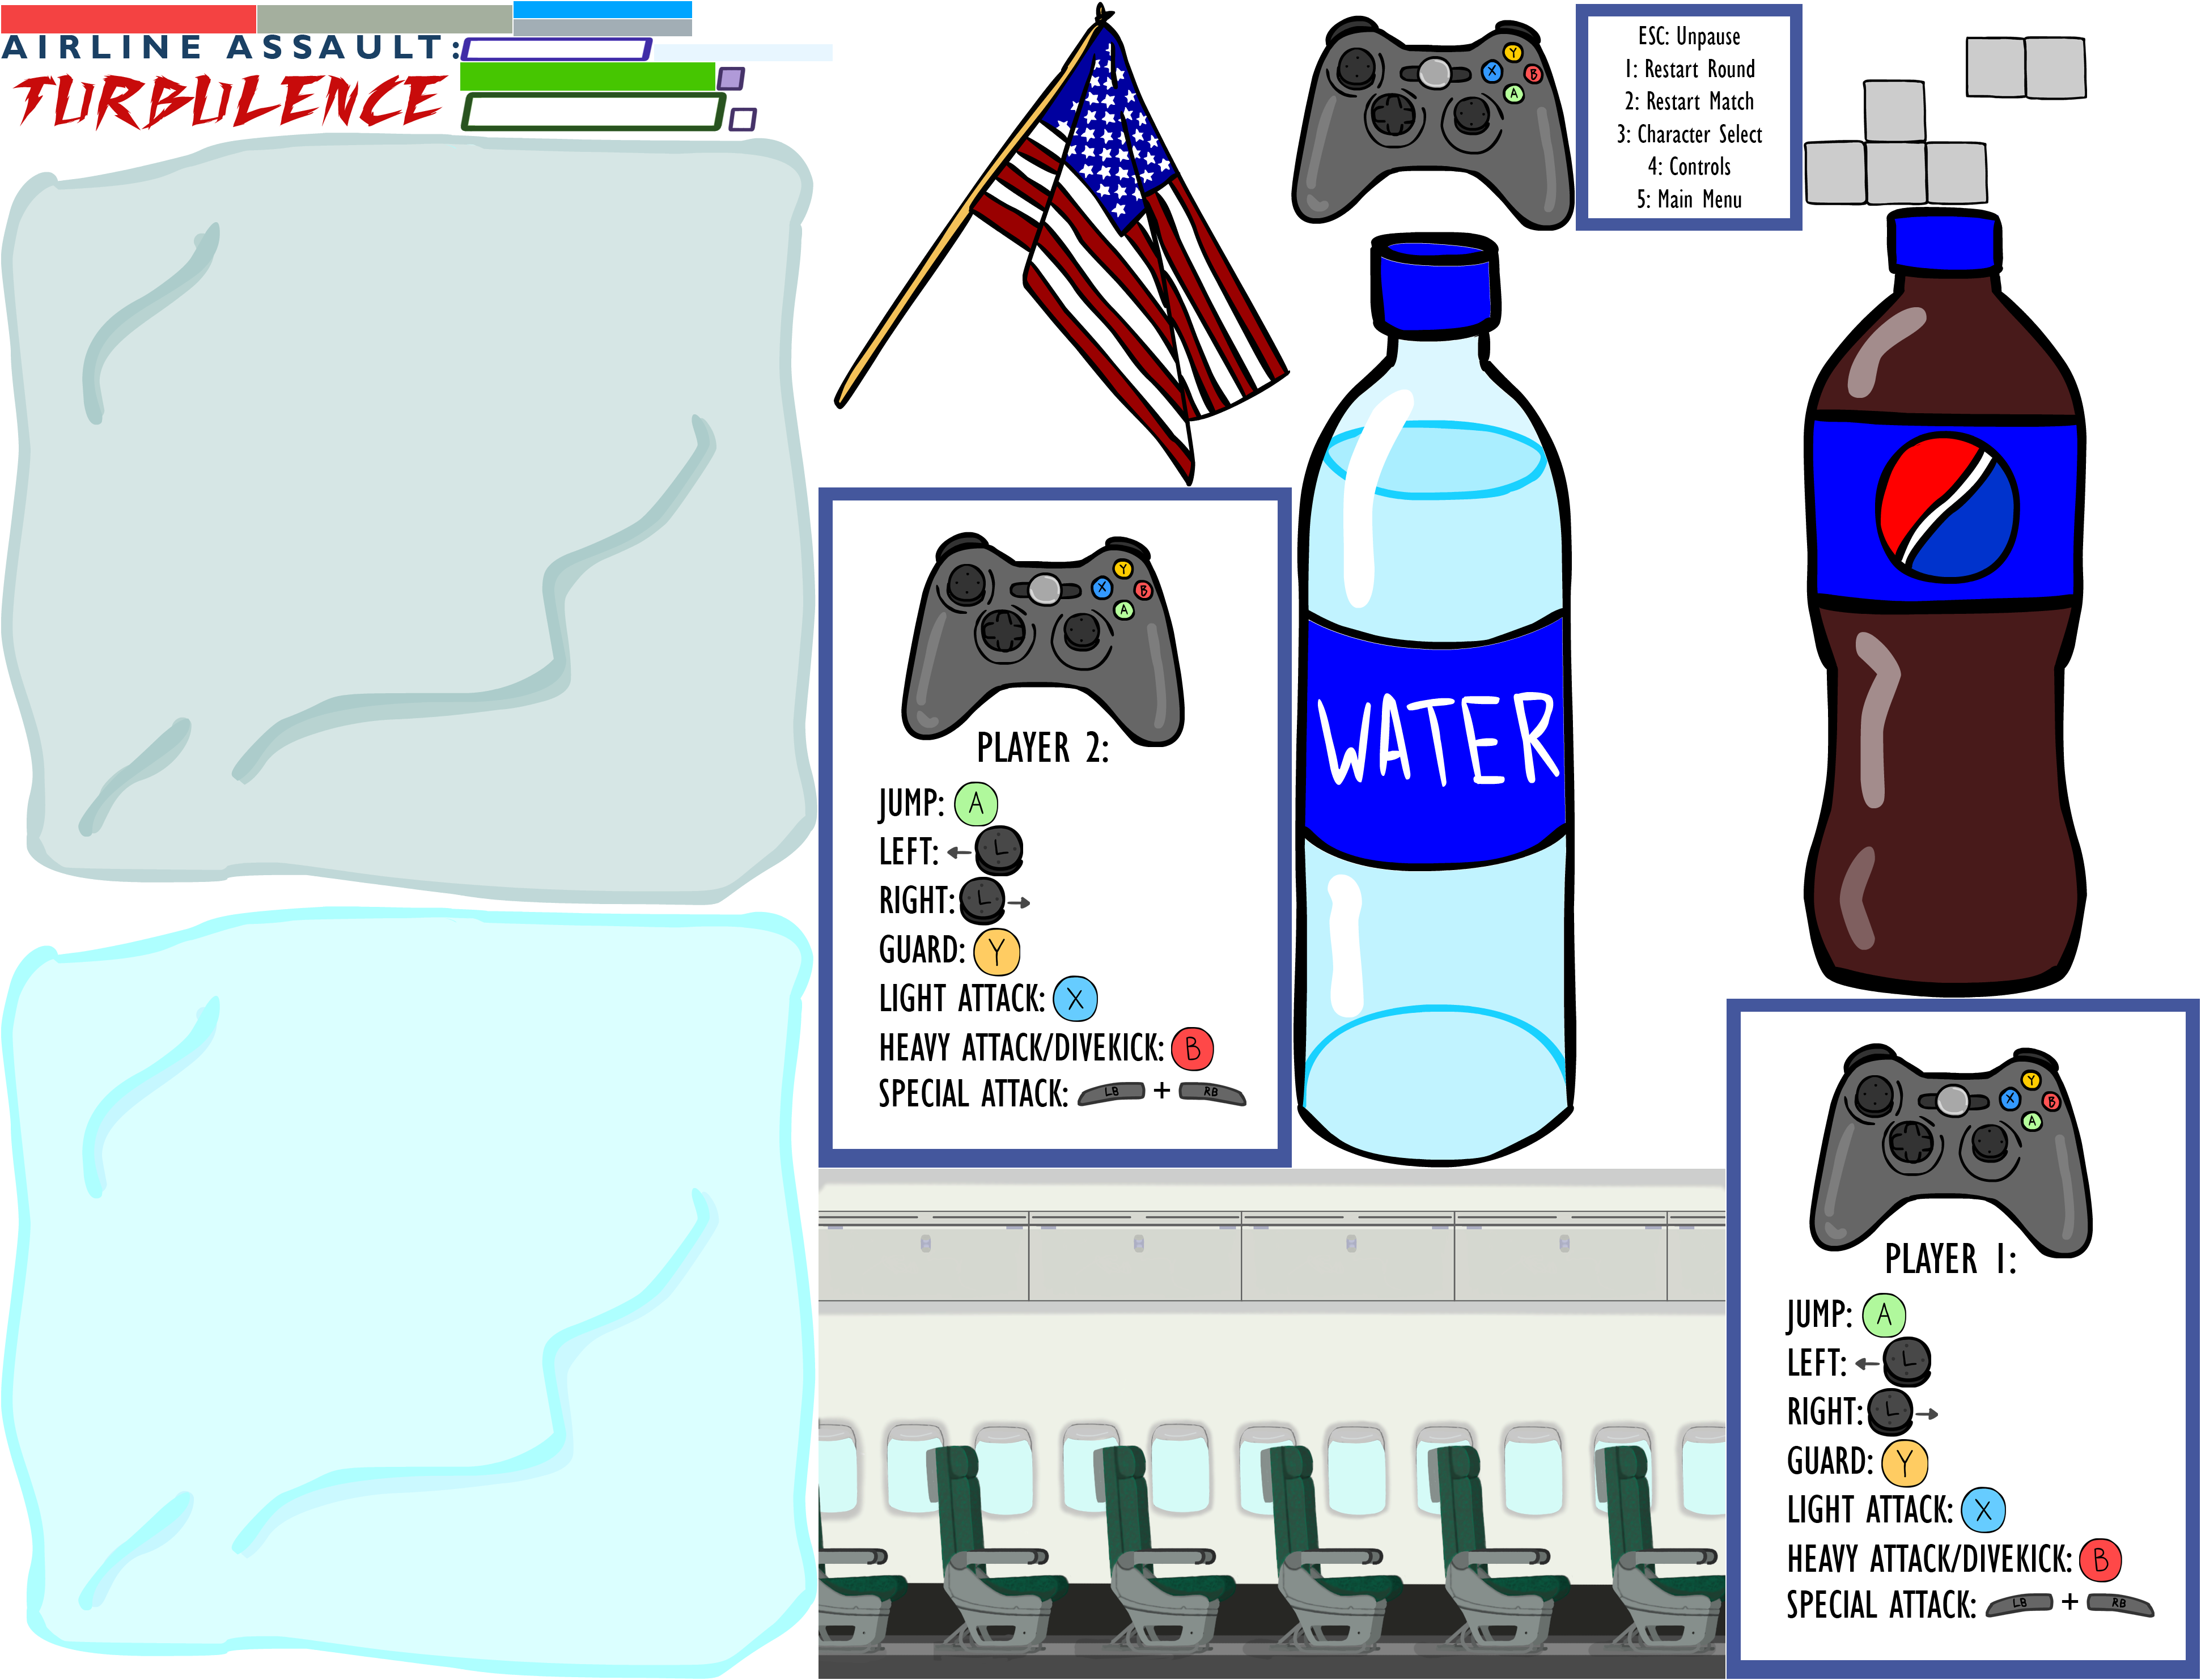 AIRLINE ASSAULT:
TURBULENCE
Y
X
B
A
ESC: Unpause
1: Restart Round
2: Restart Match
3: Character Select
4: Controls
5: Main Menu
Y
X
B
A
PLAYER 2:
JUMP: A
LEFT: ← L
RIGHT: L →
GUARD: Y
LIGHT ATTACK: X
HEAVY ATTACK/DIVEKICK: B
SPECIAL ATTACK: LB + RB
WATER
Y
X
B
A
PLAYER 1:
JUMP: A
LEFT: ← L
RIGHT: L →
GUARD: Y
LIGHT ATTACK: X
HEAVY ATTACK/DIVEKICK: B
SPECIAL ATTACK: LB + RB